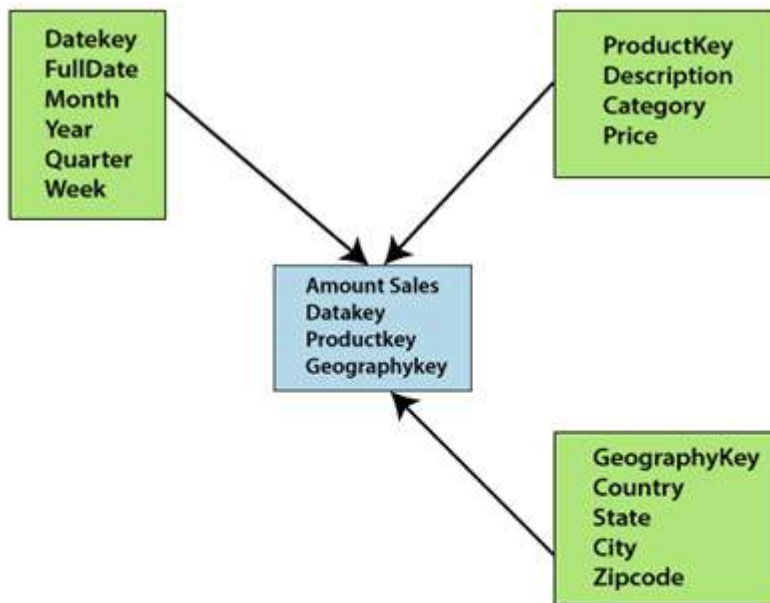 Datekey
FullDate
Month
Year
Quarter
Week
ProductKey
Description
Category
Price
Amount Sales
Datakey
Productkey
Geographykey
GeographyKey
Country
State
City
Zipcode